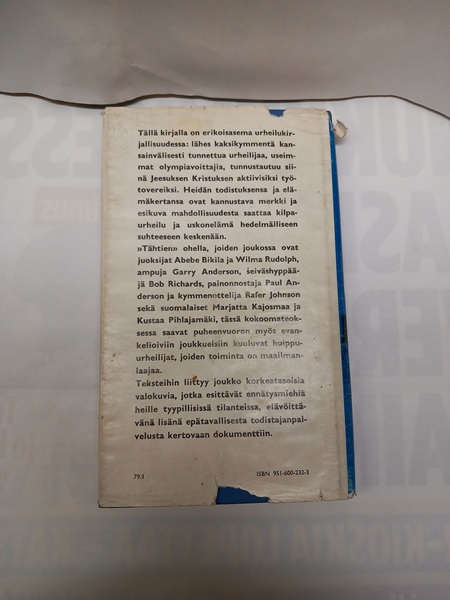 Tällä kirjalla on erikoisasema urheilukir-
jallisuudessa: lähes kaksikymmentä kan-
sainvälisesti tunnettua urheilijaa, useim-
mat olympiavoittajia, tunnustautuu sii-
nä Jeesuksen Kristuksen aktiivisiksi työ-
tovereiksi. Heidän todistuksensa ja elä-
mäkertansa ovat kannustava merkki ja
esikuva mahdollisuudesta saattaa kilpa-
urheilu ja uskonelämä hedelmälliseen
suhteeseen keskenään.
»Tähtien» ohella, joiden joukossa ovat
juoksijat Abebe Bikila ja Wilma Rudolph,
ampuja Garry Anderson, seiväshyppää-
jä Bob Richards, painonnostaja Paul An-
derson ja kymmenottelija Rafer Johnson
sekä suomalaiset Marjatta Kajosmaa ja
Kustaa Pihlajamäki, tässä kokoomateok-
sessa saavat puheenvuoron myös evan-
kelioiviin joukkueisiin kuuluvat huippu-
urheilijat, joiden toiminta on maailman-
laajaa.
Teksteihin liittyy joukko korkeatasoisia
valokuvia, jotka esittävät ennätysmiehiä
heille tyypillisissä tilanteissa, elävöittä-
vänä lisänä epätavallisesta todistajanpal-
velusta kertovaan dokumenttiin.
79.1
ISBN 951-600-232-3